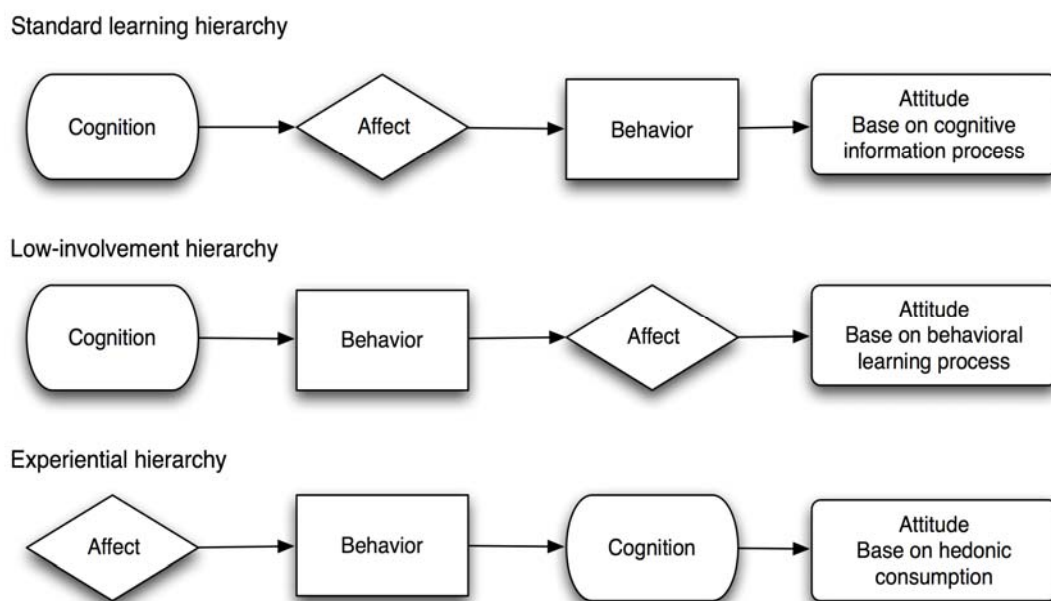 Standard learning hierarchy
Cognition
Affect
Behavior
Attitude
Base on cognitive
information process
Low-involvement hierarchy
Cognition
Behavior
Affect
Attitude
Base on behavioral
learning process
Experiential hierarchy
Affect
Behavior
Cognition
Attitude
Base on hedonic
consumption